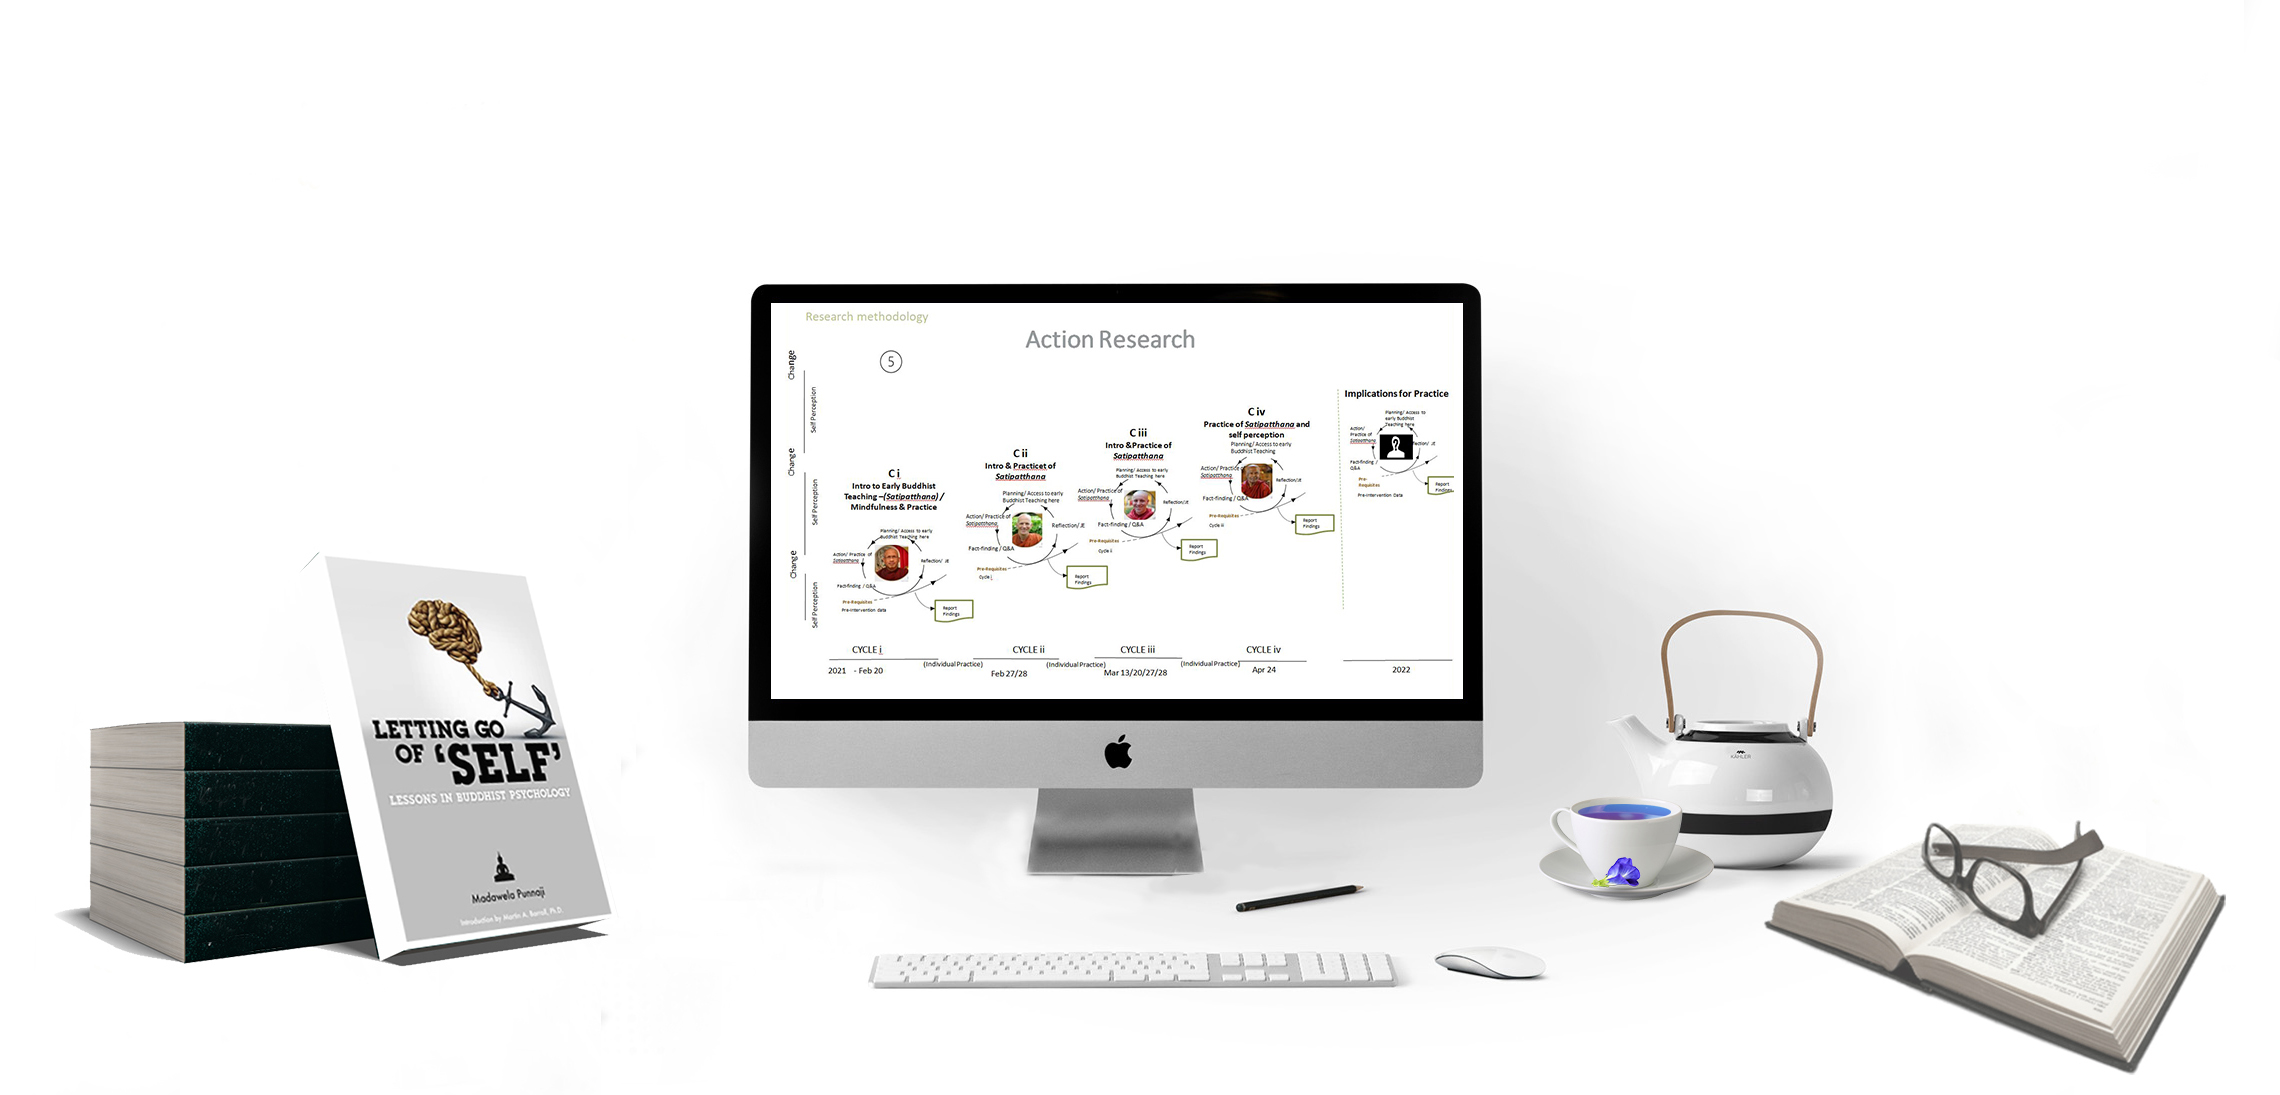 Research methodology
Action Research
5
Change
Self Perception
Change
Self Perception
Change
Self Perception
C i
Intro to Early Buddhist
Teaching –(Satipatthana) /
Mindfulness & Practice
Planning/ Access to early
Buddhist Teaching here
Action/ Practice of
Satipatthana
Reflection/ JE
Fact-finding / Q&A
Pre-Requisites
Pre-intervention data
Report
Findings
C ii
Intro & Practicet of
Satipatthana
Planning/ Access to early
Buddhist Teaching here
Action/ Practice of
Satipatthana
Reflection/ JE
Fact-finding / Q&A
Pre-Requisites
Cycle i
Report
Findings
C iii
Intro &Practice of
Satipatthana
Planning/ Access to early
Buddhist Teaching here
Action/ Practice of
Satipatthana
Reflection/JE
Fact-finding / Q&A
Pre-Requisites
Cycle ii
Report
Findings
C iv
Practice of Satipatthana and
self perception
Planning/ Access to early
Buddhist Teaching
Action/ Practice of
Satipatthana
Reflection/JE
Fact-finding / Q&A
Pre-Requisites
Cycle iii
Report
Findings
Implications for Practice
Planning/ Access to
early Buddhist
Teaching here
Action/
Practice of
Satipatthana
Reflection/ JE
Fact-finding /
Q&A
Pre-
Requisites
Pre-intervention Data
Report
Findings
CYCLE i
CYCLE ii
CYCLE iii
CYCLE iv
(Individual Practice)
(Individual Practice)
(Individual Practice)
2021 - Feb 20
Feb 27/28
Mar 13/20/27/28
Apr 24
2022
LETTING GO
OF ‘SELF’
LESSONS IN BUDDHIST PSYCHOLOGY
Madawela Punnaji
Introduction by Martin A.
Ph.D.
KÄHLER